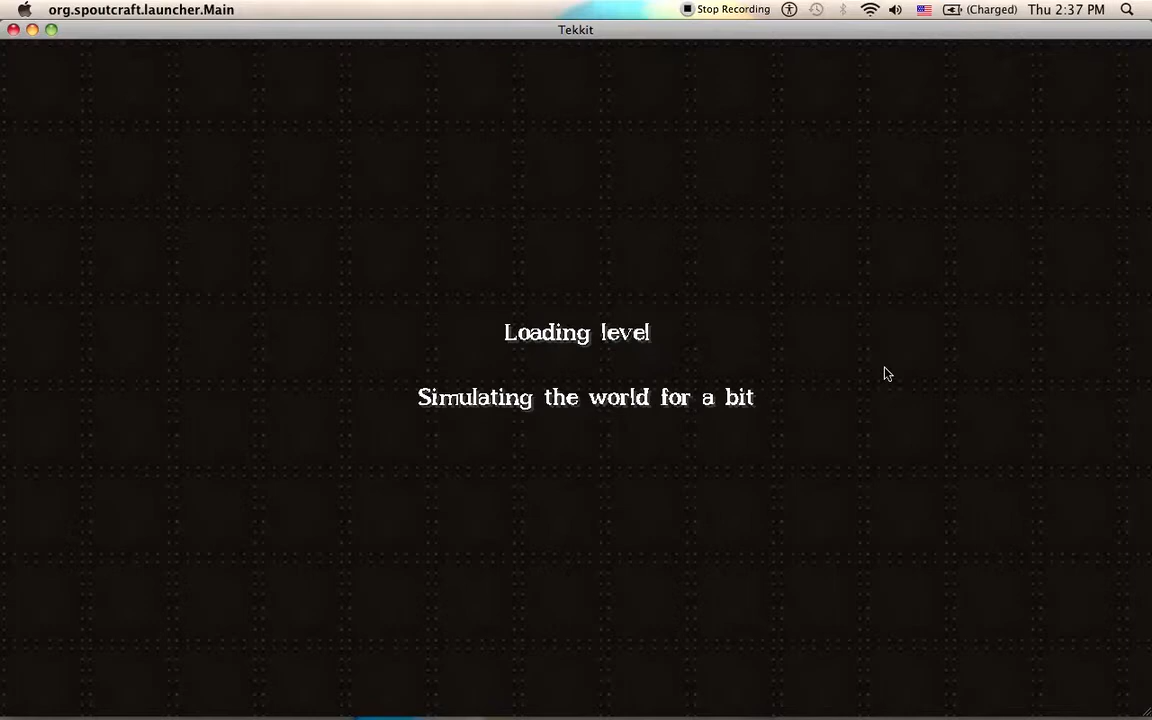 org.spoutcraft.launcher.Main Stop Recording (Charged) Thu 2:37 PM
Tekkit
Loading level
Simulating the world for a bit